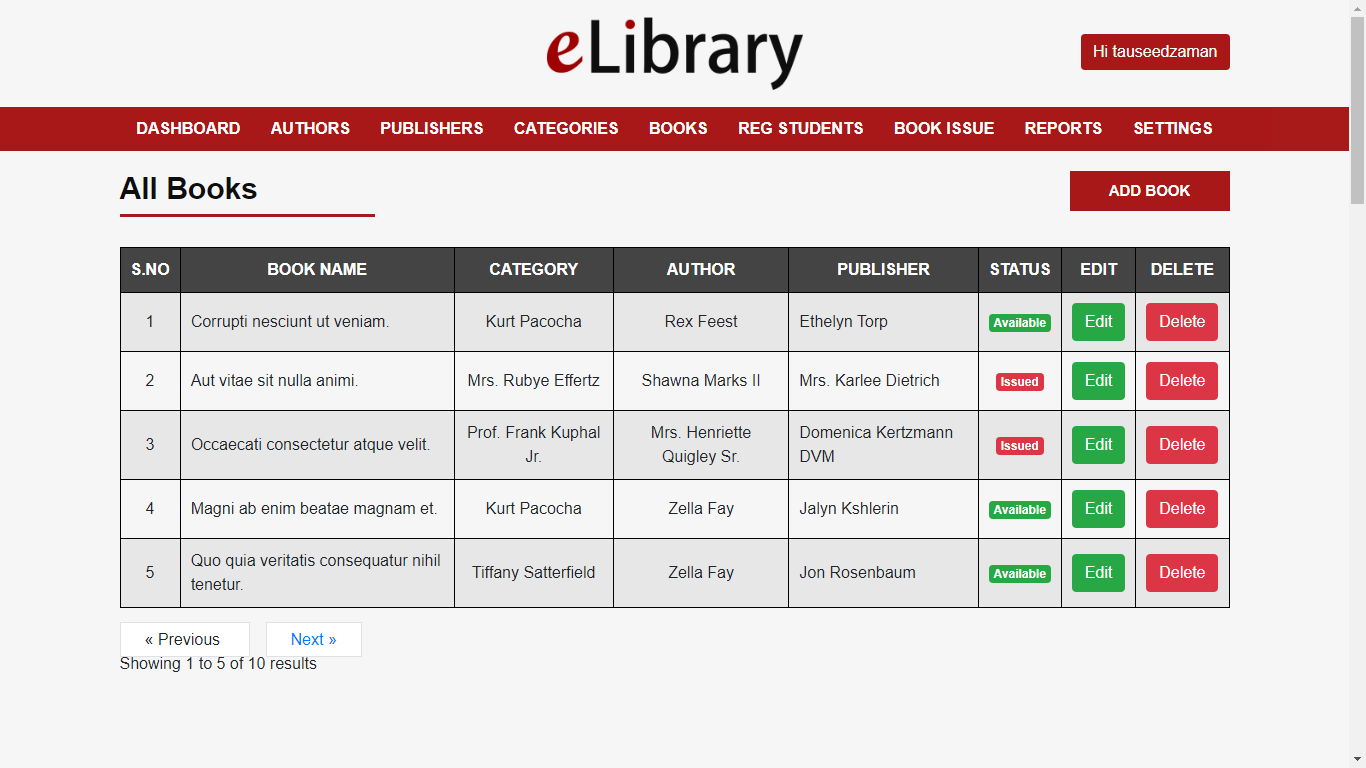 eLibrary
Hi tauseedzaman
DASHBOARD AUTHORS PUBLISHERS CATEGORIES BOOKS REG STUDENTS BOOK ISSUE REPORTS SETTINGS
All Books
ADD BOOK
S.NO BOOK NAME CATEGORY AUTHOR PUBLISHER STATUS EDIT DELETE
1 Corrupti nesciunt ut veniam. Kurt Pacocha Rex Feest Ethelyn Torp Available Edit Delete
2 Aut vitae sit nulla animi. Mrs. Rubye Effertz Shawna Marks II Mrs. Karlee Dietrich Issued Edit Delete
3 Occaecati consectetur atque velit. Prof. Frank Kuphal Jr. Mrs. Henriette Quigley Sr. Domenica Kertzmann DVM Issued Edit Delete
4 Magni ab enim beatae magnam et. Kurt Pacocha Zella Fay Jalyn Kshlerin Available Edit Delete
5 Quo quia veritatis consequatur nihil tenetur. Tiffany Satterfield Zella Fay Jon Rosenbaum Available Edit Delete
« Previous Next »
Showing 1 to 5 of 10 results